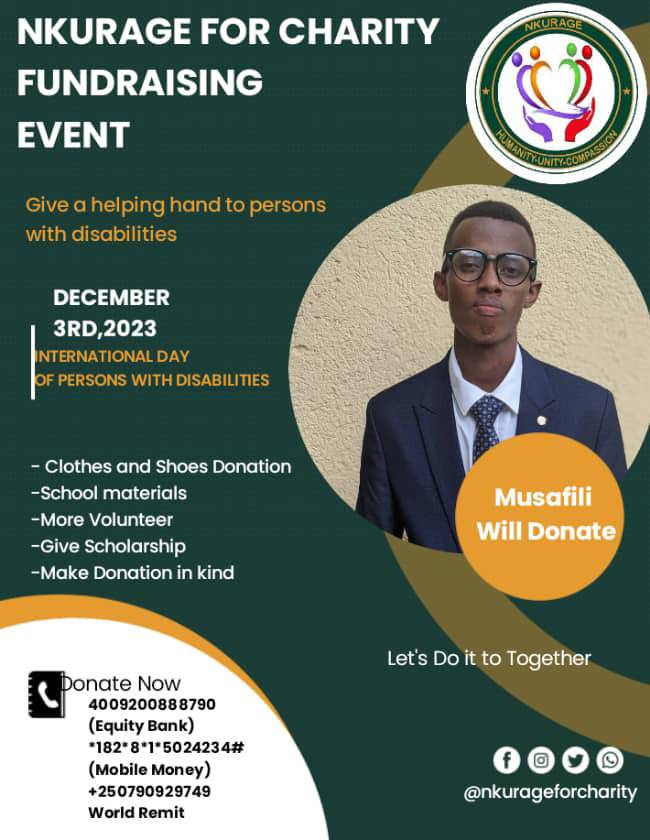 NKURAGE FOR CHARITY
FUNDRAISING
EVENT
NKURAGE
HUMANITY-UNITY-COMPASSION
Give a helping hand to persons
with disabilities
DECEMBER
3RD,2023
INTERNATIONAL DAY
OF PERSONS WITH DISABILITIES
- Clothes and Shoes Donation
-School materials
-More Volunteer
-Give Scholarship
-Make Donation in kind
Musafili
Will Donate
Let's Do it to Together
Donate Now
4009200888790
(Equity Bank)
*182*8*1*5024234#
(Mobile Money)
+250790929749
World Remit
@nkurageforcharity